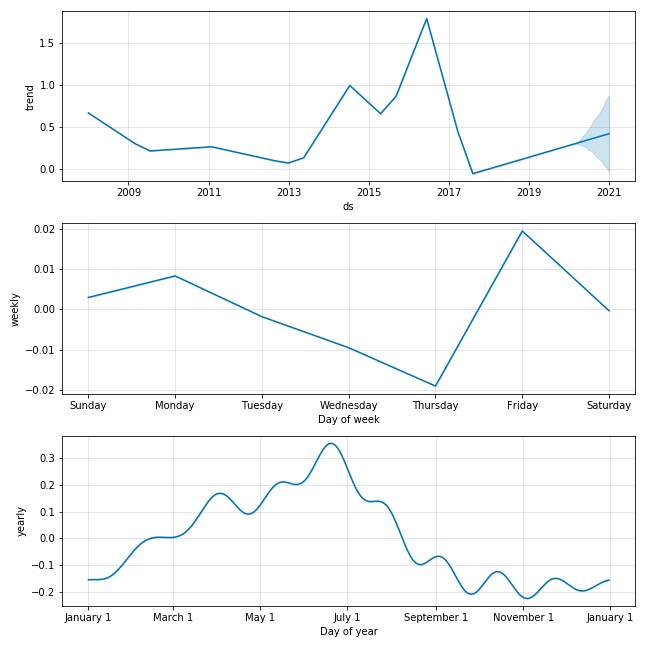 trend
1.5
1.0
0.5
0.0
2009 2011 2013 2015 2017 2019 2021
ds
weekly
0.02
0.01
0.00
−0.01
−0.02
Sunday Monday Tuesday Wednesday Thursday Friday Saturday
Day of week
yearly
0.3
0.2
0.1
0.0
−0.1
−0.2
January 1 March 1 May 1 July 1 September 1 November 1 January 1
Day of year